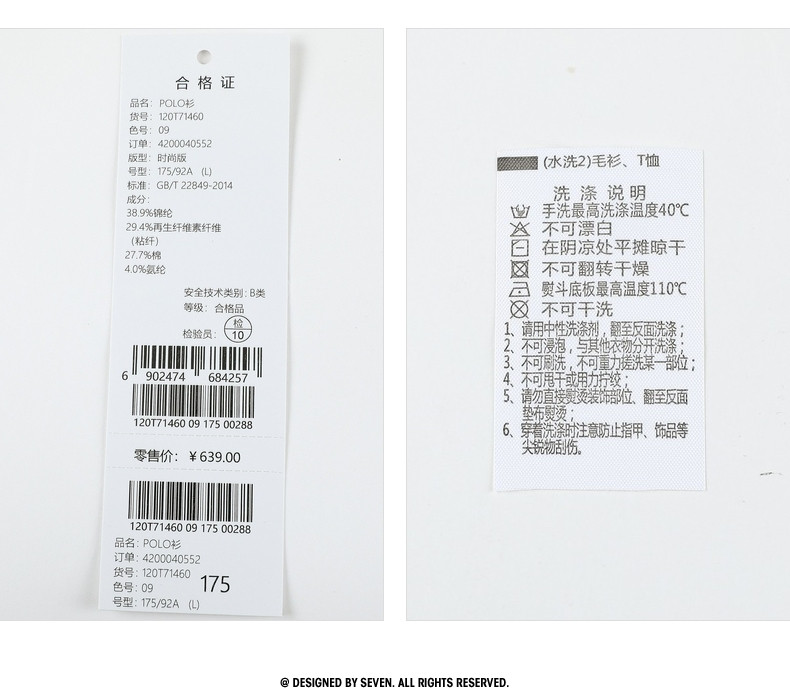 合格证
品名: POLO衫
货号: 120T71460
色号: 09
订单: 4200040552
版型: 时尚版
号型: 175/92A (L)
标准: GB/T 22849-2014
成分:
38.9%锦纶
29.4%再生纤维素纤维
(粘纤)
27.7%棉
4.0%氨纶
安全技术类别: B类
等级: 合格品
检验员: 检 10
6 902474 684257
120T71460 09 175 00288
零售价: ¥639.00
120T71460 09 175 00288
品名: POLO衫
订单: 4200040552
货号: 120T71460
175
色号: 09
号型: 175/92A (L)
(水洗2)毛衫、T恤
洗涤说明
手洗最高洗涤温度40℃
不可漂白
在阴凉处平摊晾干
不可翻转干燥
熨斗底板最高温度110℃
不可干洗
1、请用中性洗涤剂,翻至反面洗涤;
2、不可浸泡,与其他衣物分开洗涤;
3、不可刷洗,不可重力搓洗某一部位;
4、不可甩干或用力拧绞;
5、请勿直接熨烫装饰部位、翻至反面
垫布熨烫;
6、穿着洗涤时注意防止指甲、饰品等
尖锐物刮伤。
@ DESIGNED BY SEVEN. ALL RIGHTS RESERVED.